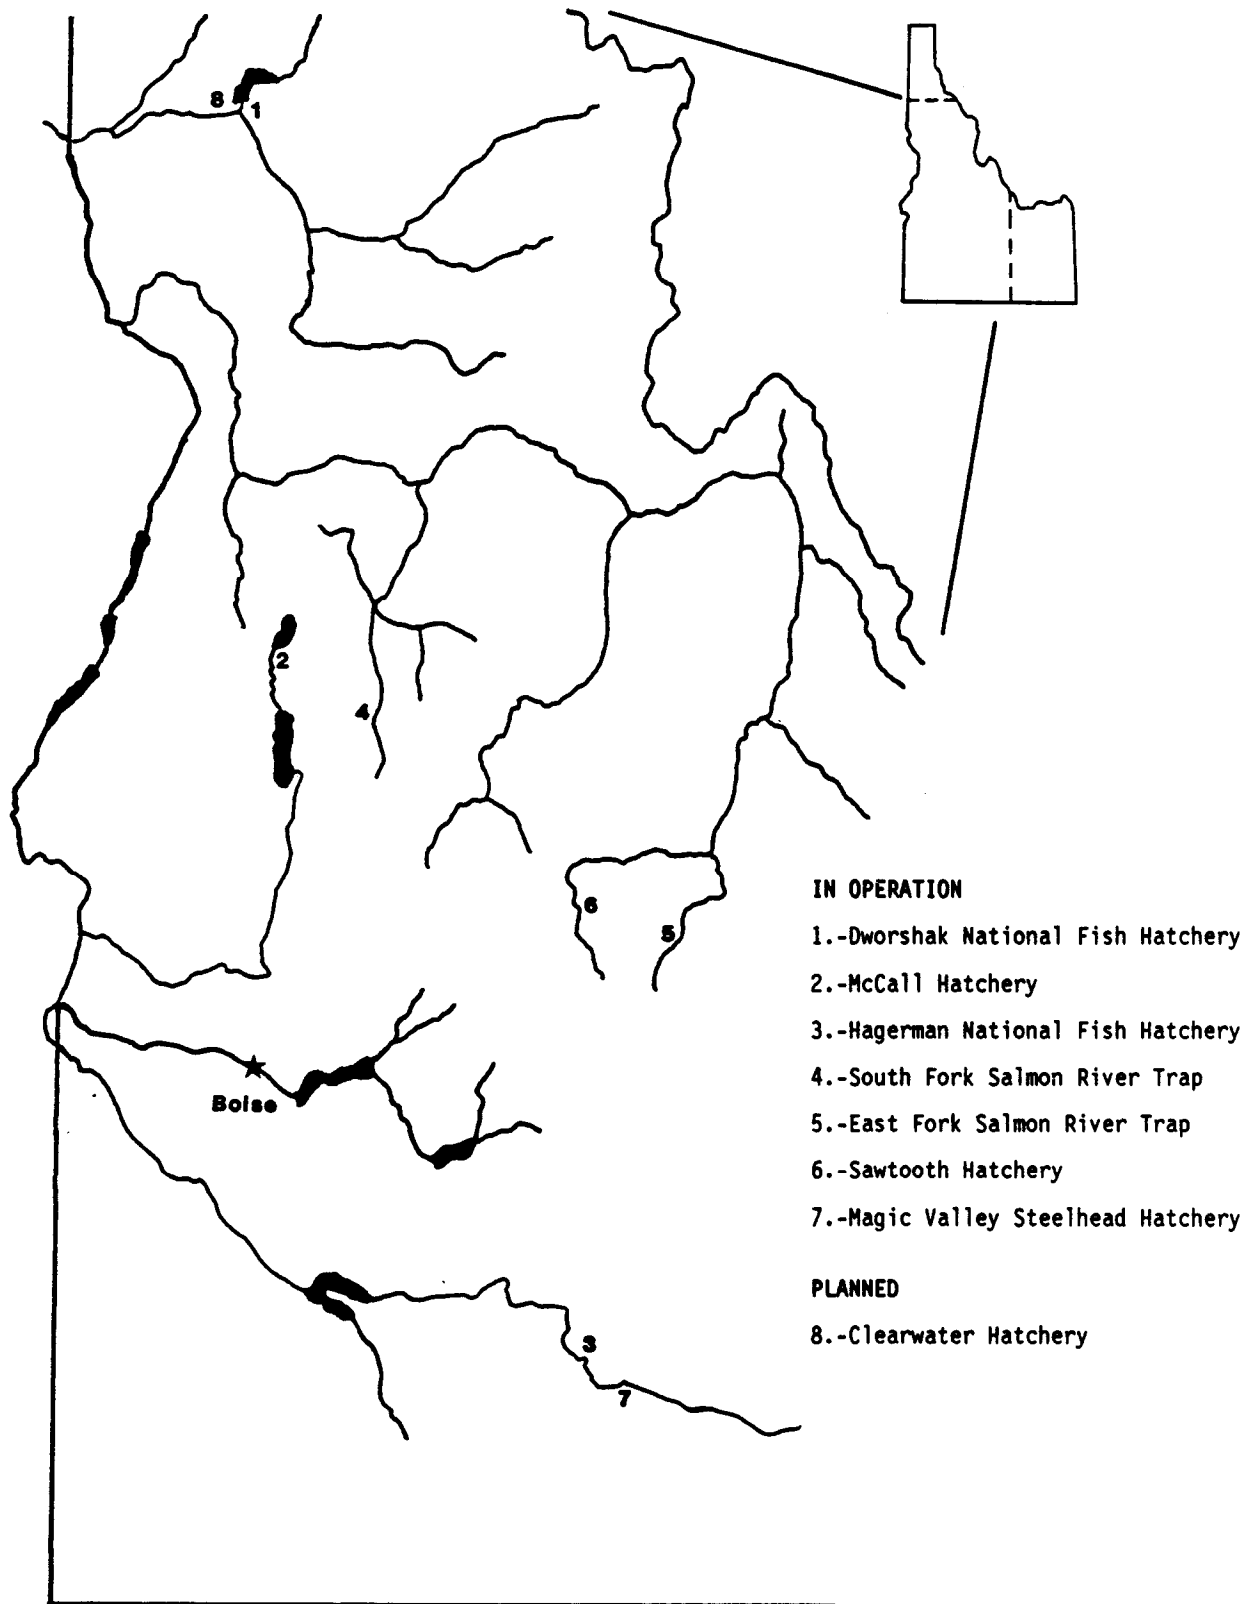 8
1
2
4
6
5
Boise
3
7
IN OPERATION
1.-Dworshak National Fish Hatchery
2.-McCall Hatchery
3.-Hagerman National Fish Hatchery
4.-South Fork Salmon River Trap
5.-East Fork Salmon River Trap
6.-Sawtooth Hatchery
7.-Magic Valley Steelhead Hatchery
PLANNED
8.-Clearwater Hatchery